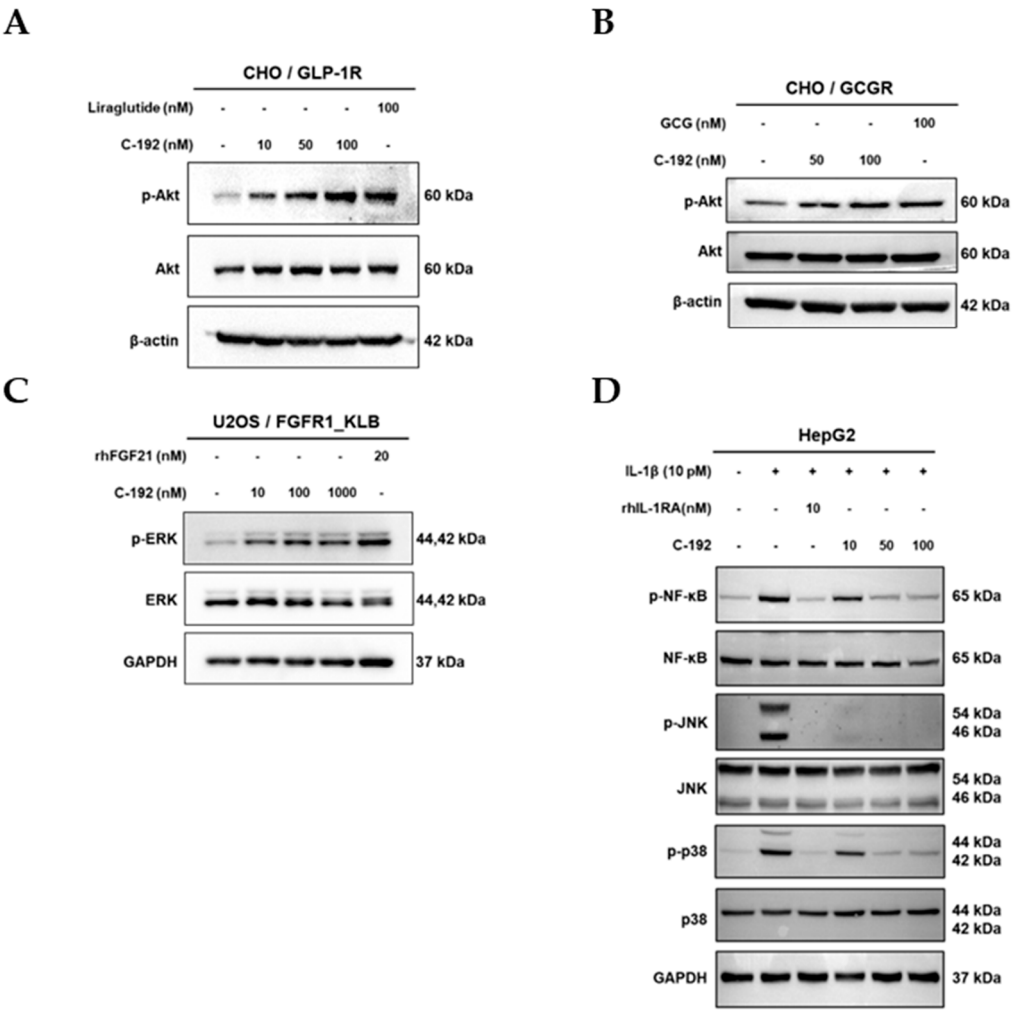 A
CHO / GLP-1R
Liraglutide (nM) - - - - 100
C-192 (nM) - 10 50 100 -
p-Akt 60 kDa
Akt 60 kDa
β-actin 42 kDa
B
CHO / GCGR
GCG (nM) - - - 100
C-192 (nM) - 50 100 -
p-Akt 60 kDa
Akt 60 kDa
β-actin 42 kDa
C
U2OS / FGFR1_KLB
rhFGF21 (nM) - - - - 20
C-192 (nM) - 10 100 1000 -
p-ERK 44,42 kDa
ERK 44,42 kDa
GAPDH 37 kDa
D
HepG2
IL-1β (10 pM) - + + + + +
rhIL-1RA(nM) - - 10 - - -
C-192 - - - 10 50 100
p-NF-κB 65 kDa
NF-κB 65 kDa
p-JNK 54 kDa
46 kDa
JNK 54 kDa
46 kDa
p-p38 44 kDa
42 kDa
p38 44 kDa
42 kDa
GAPDH 37 kDa